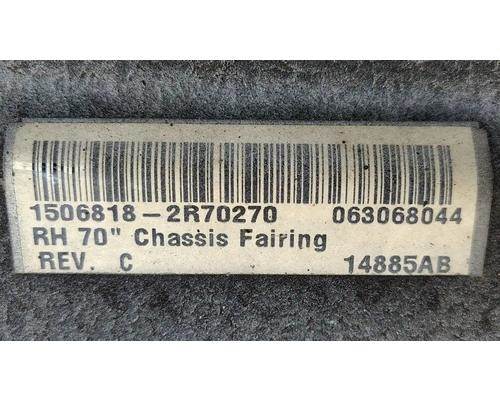 1506818-2R70270 063068044
RH 70" Chassis Fairing
REV. C 14885AB